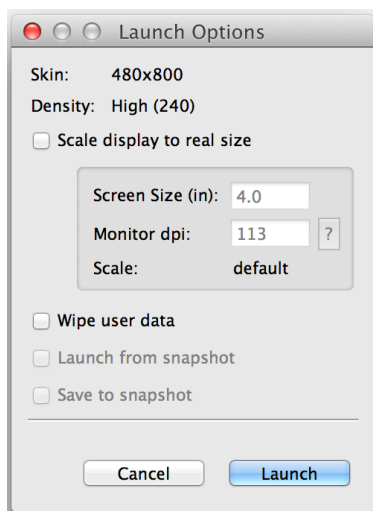 Launch Options
Skin: 480x800
Density: High (240)
Scale display to real size
Screen Size (in): 4.0
Monitor dpi: 113 ?
Scale: default
Wipe user data
Launch from snapshot
Save to snapshot
Cancel Launch